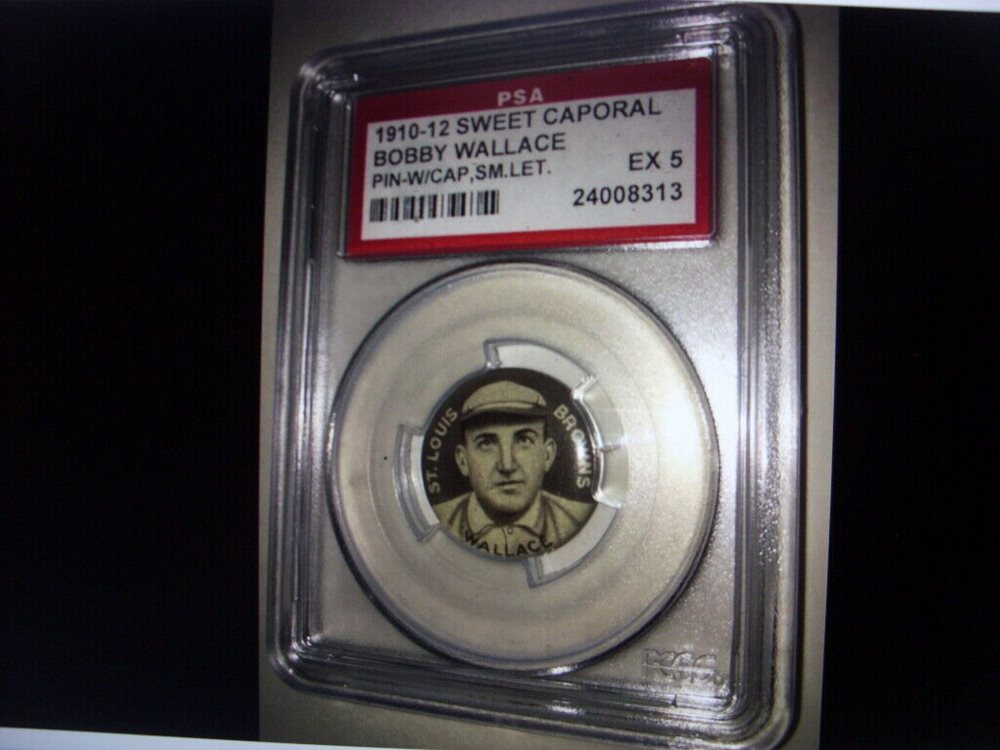 PSA
1910-12 SWEET CAPORAL
BOBBY WALLACE
PIN-W/CAP,SM.LET.
EX 5
24008313
ST. LOUIS BROWNS
WALLACE